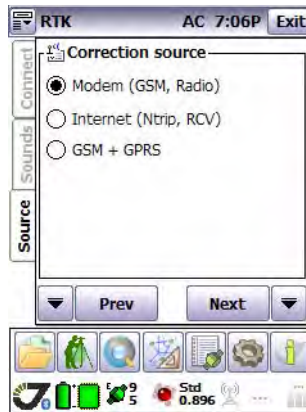 RTK AC 7:06P Exit
Connect
Sounds
Source
Correction source
Modem (GSM, Radio)
Internet (Ntrip, RCV)
GSM + GPRS
Prev Next
9
5
Std
0.896